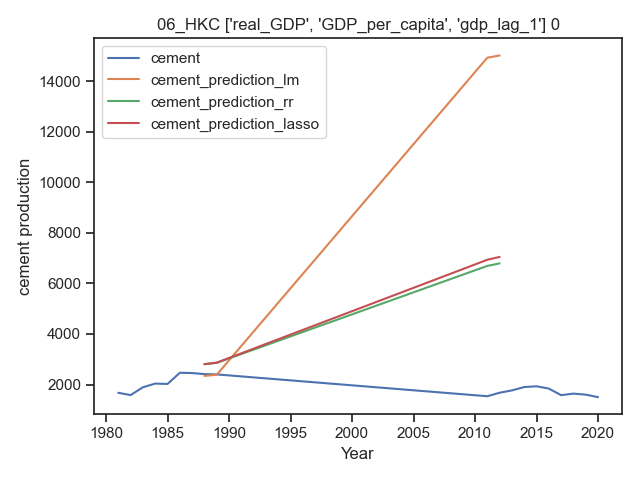 06_HKC ['real_GDP', 'GDP_per_capita', 'gdp_lag_1'] 0
cement
cement_prediction_lm
cement_prediction_rr
cement_prediction_lasso
14000
12000
10000
8000
6000
4000
2000
cement production
1980 1985 1990 1995 2000 2005 2010 2015 2020
Year